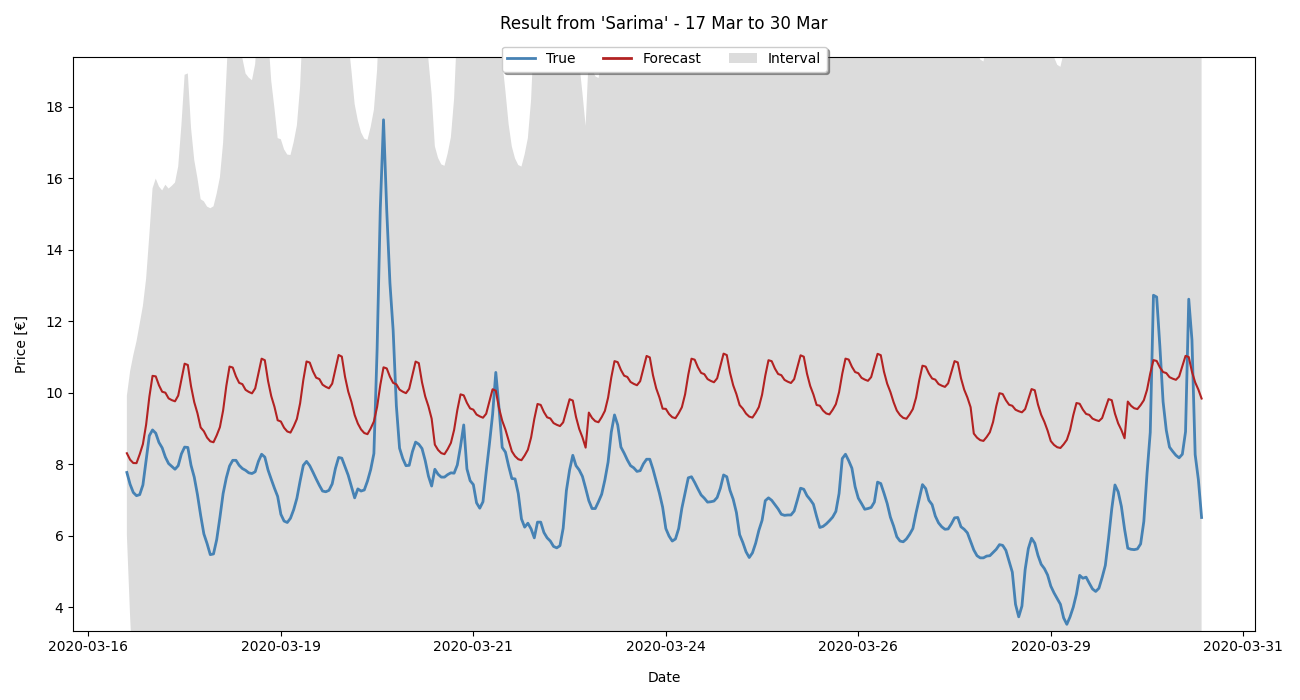 Result from 'Sarima' - 17 Mar to 30 Mar
True Forecast Interval
18
16
14
12
10
8
6
4
Price [€]
2020-03-16 2020-03-19 2020-03-21 2020-03-24 2020-03-26 2020-03-29 2020-03-31
Date